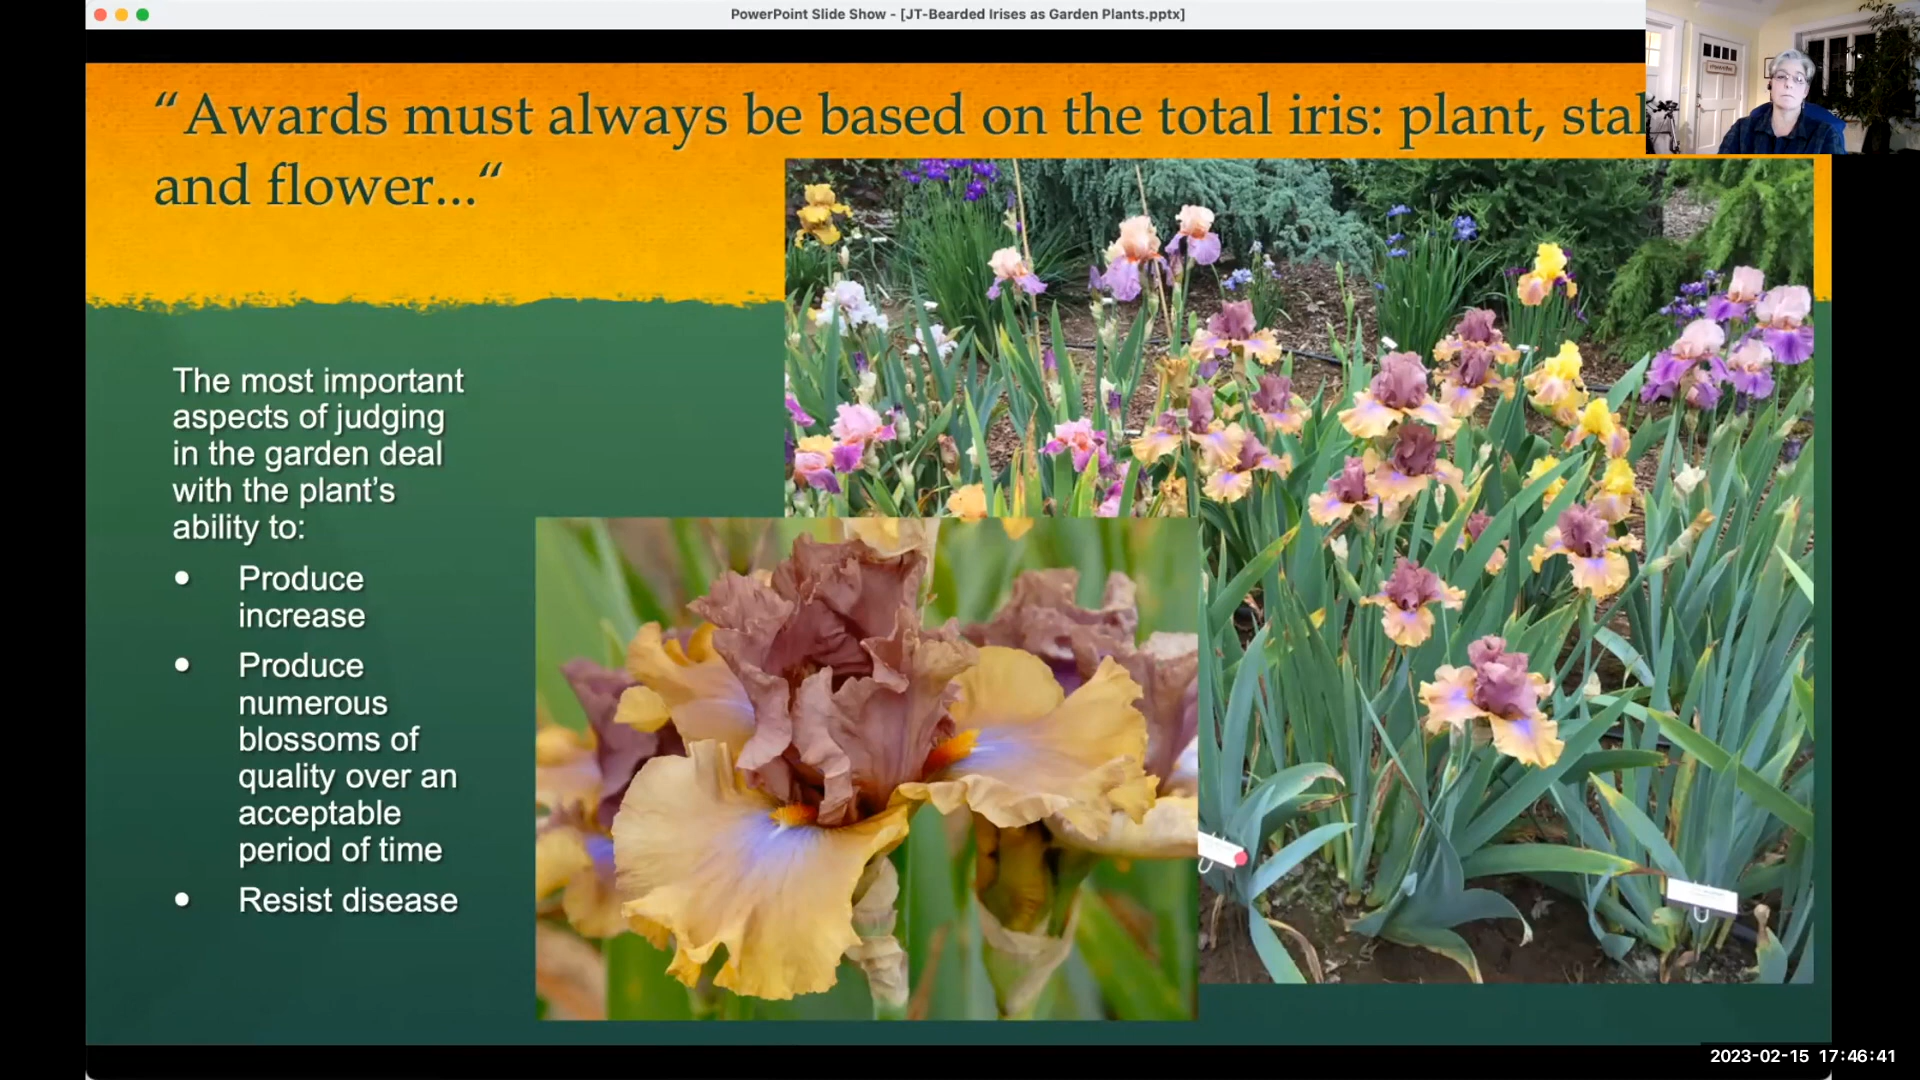 PowerPoint Slide Show - [JT-Bearded Irises as Garden Plants.pptx]
“Awards must always be based on the total iris: plant,
and flower...“
The most important
aspects of judging
in the garden deal
with the plant’s
ability to:
• Produce
increase
• Produce
numerous
blossoms of
quality over an
acceptable
period of time
• Resist disease
2023-02-15 17:46:41